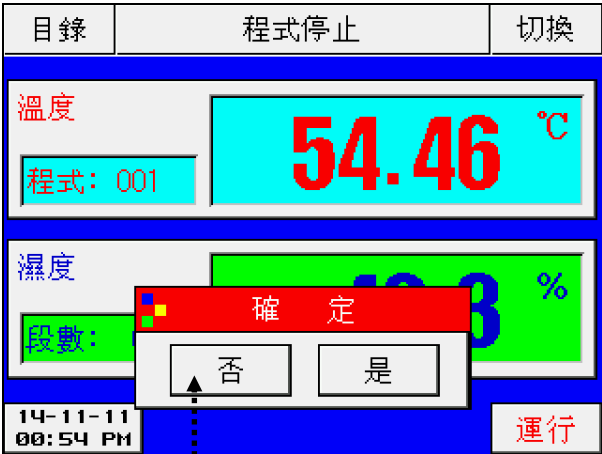 目錄 程式停止 切換
溫度
54.46 ℃
程式: 001
濕度
%
段數:
確 定
否 是
14-11-11
00:54 PM
運行